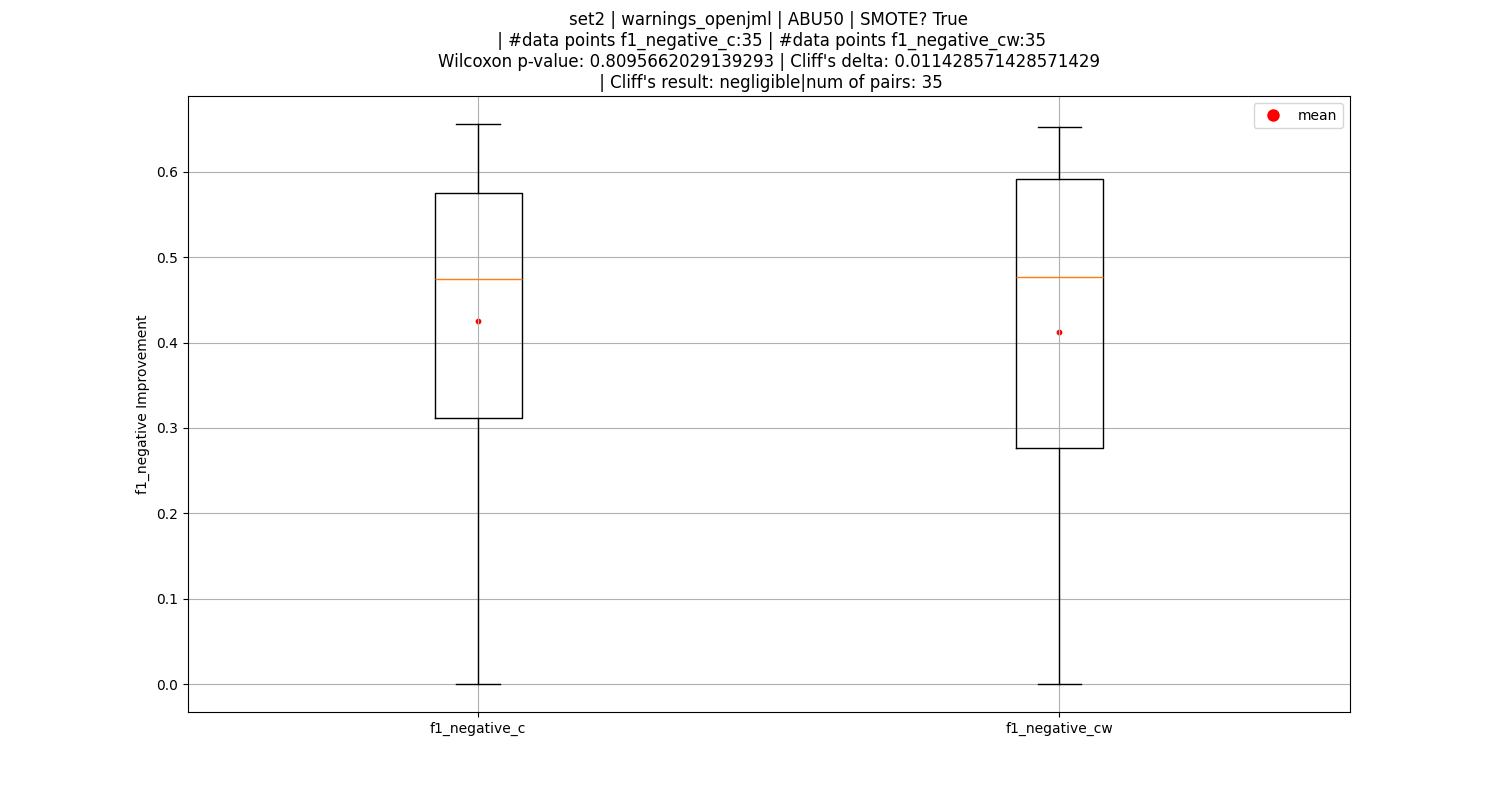 set2 | warnings_openjml | ABU50 | SMOTE? True
| #data points f1_negative_c:35 | #data points f1_negative_cw:35
Wilcoxon p-value: 0.8095662029139293 | Cliff's delta: 0.011428571428571429
| Cliff's result: negligible|num of pairs: 35
mean
0.6
0.5
0.4
0.3
0.2
0.1
0.0
f1_negative Improvement
f1_negative_c
f1_negative_cw